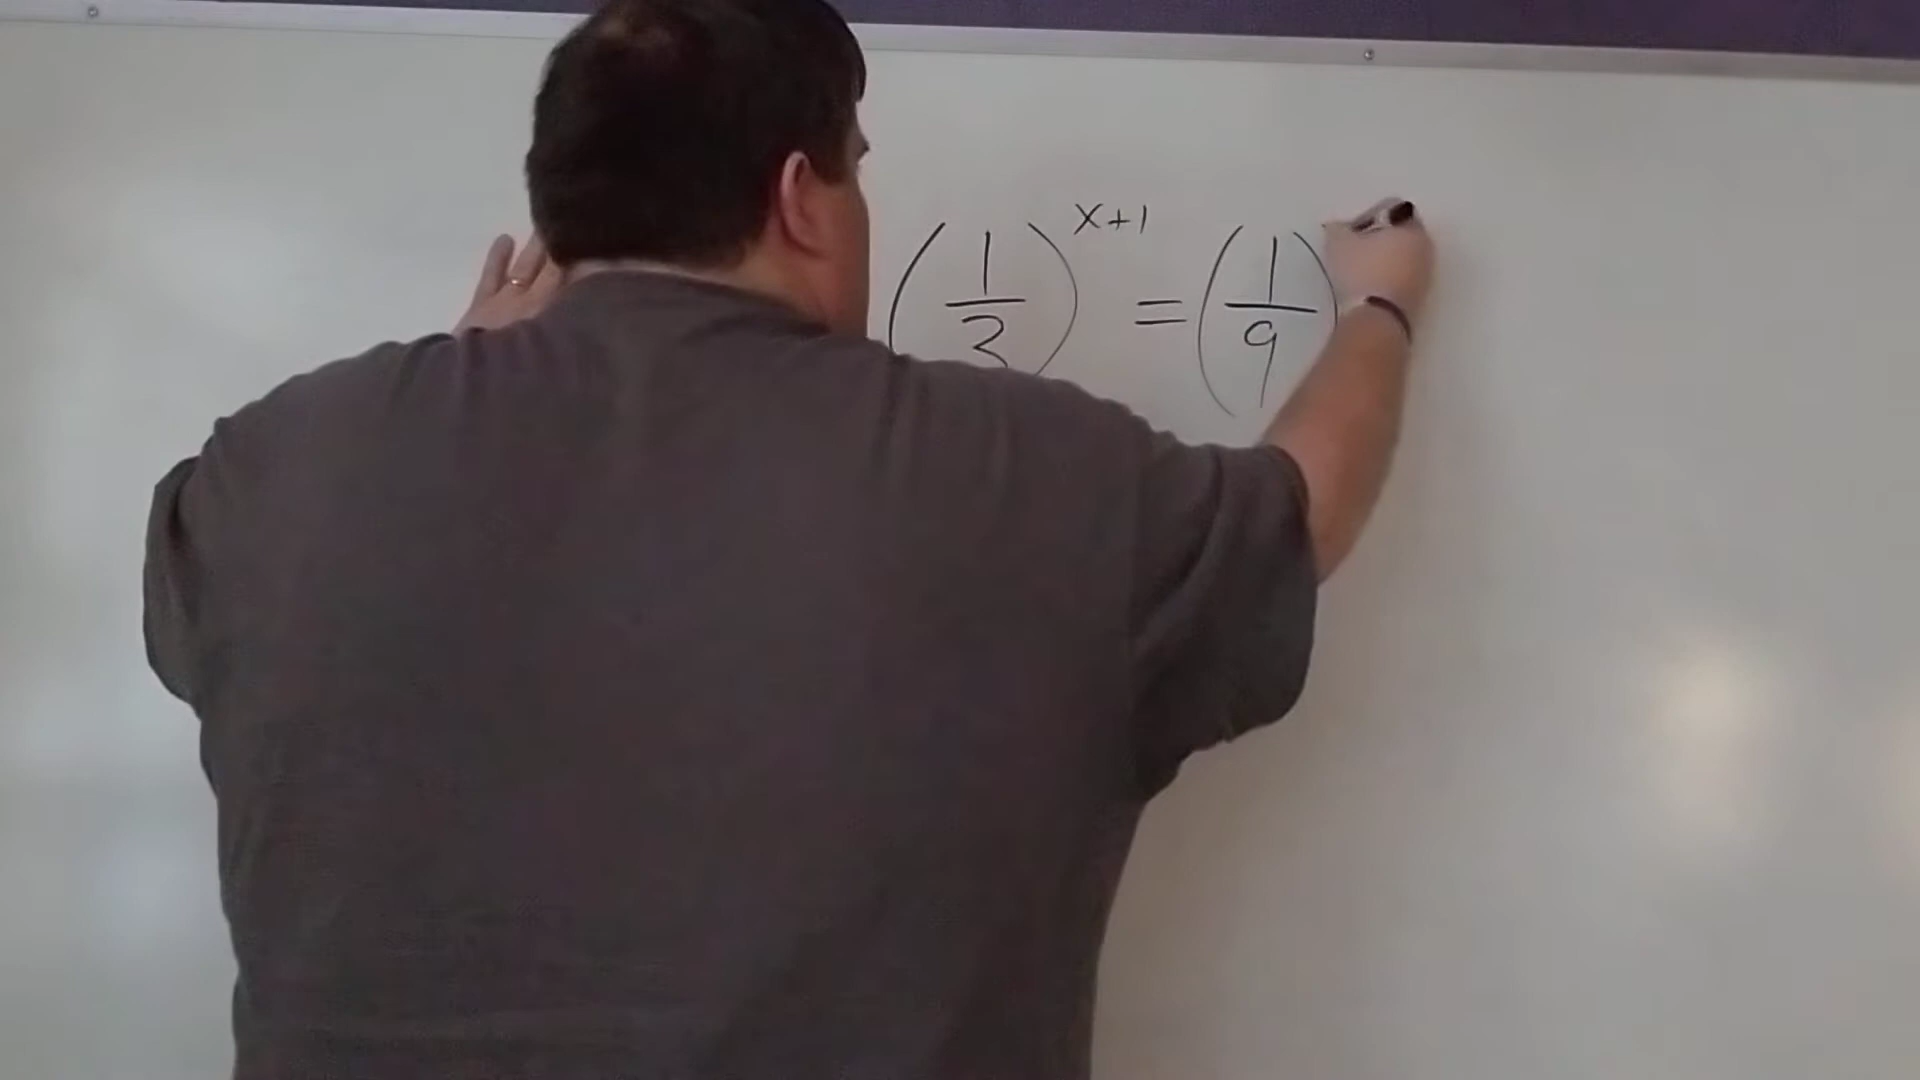 (1/3)^x+1 = (1/9)